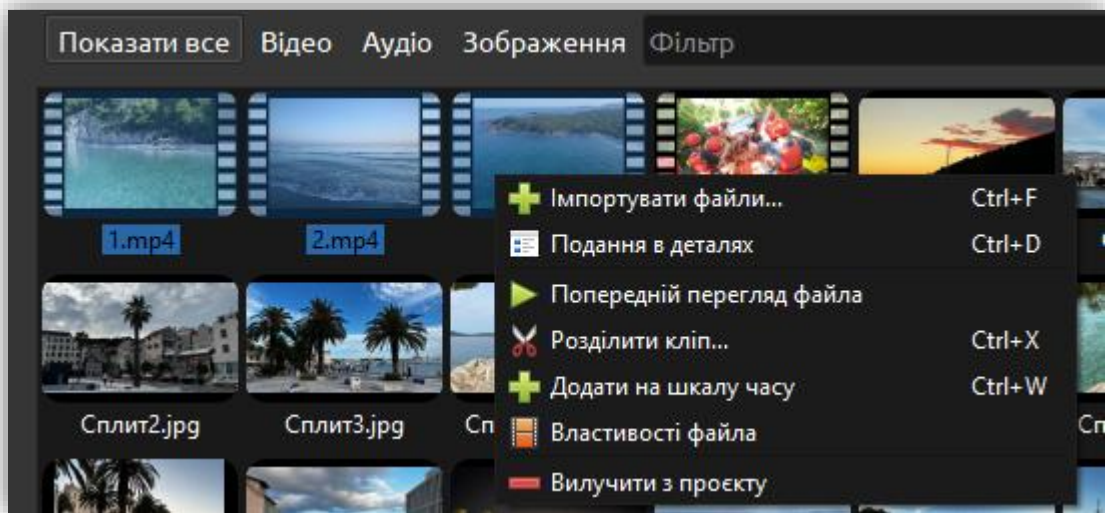 Показати все Відео Аудіо Зображення Фільтр
1.mp4 2.mp4
Імпортувати файли... Ctrl+F
Подання в деталях Ctrl+D
Попередній перегляд файла
Розділити кліп... Ctrl+X
Додати на шкалу часу Ctrl+W
Властивості файла
Вилучити з проєкту
Сплит2.jpg Сплит3.jpg